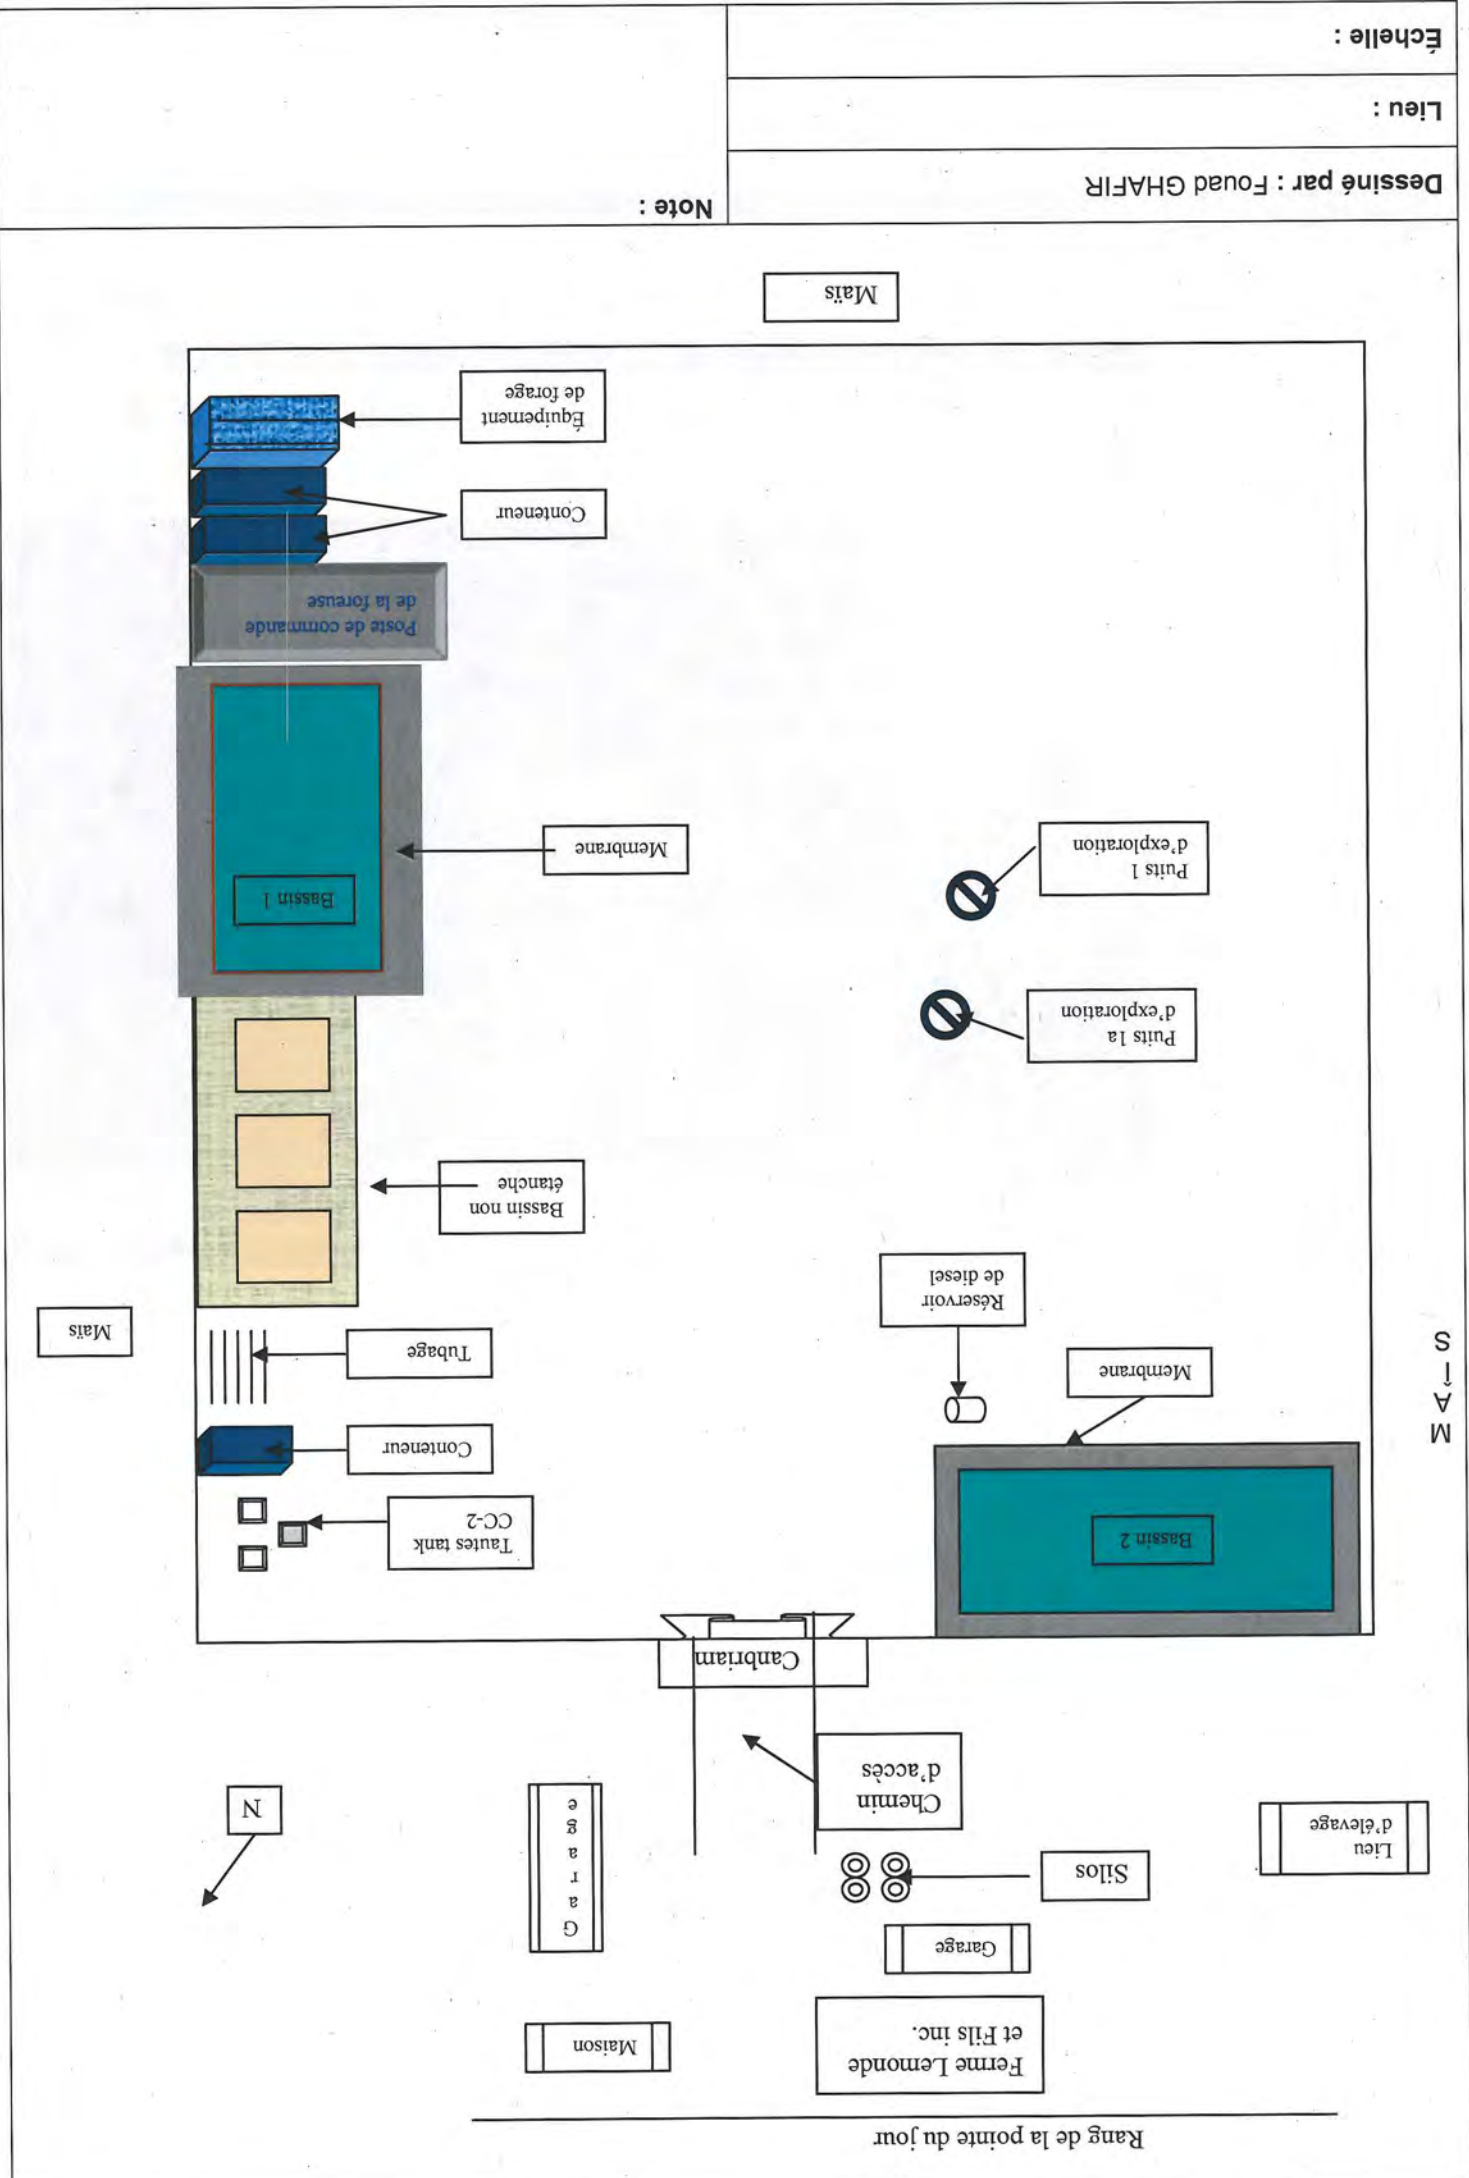 Rang de la pointe du jour
Ferme Lemonde
et Fils inc.
Maison
Garage
Garage
Silos
Lieu
d'élevage
Chemin
d'accès
N
Canbriam
Bassin 2
Tautes tank
CC-2
Membrane
Conteneur
Réservoir
de diesel
Tubage
MAÎS
Maïs
Bassin non
étanche
Puits 1a
d'exploration
Puits 1
d'exploration
Bassin 1
Membrane
Poste de commande
de la foreuse
Conteneur
Équipement
de forage
Maïs
Dessiné par : Fouad GHAFIR
Note :
Lieu :
Échelle :